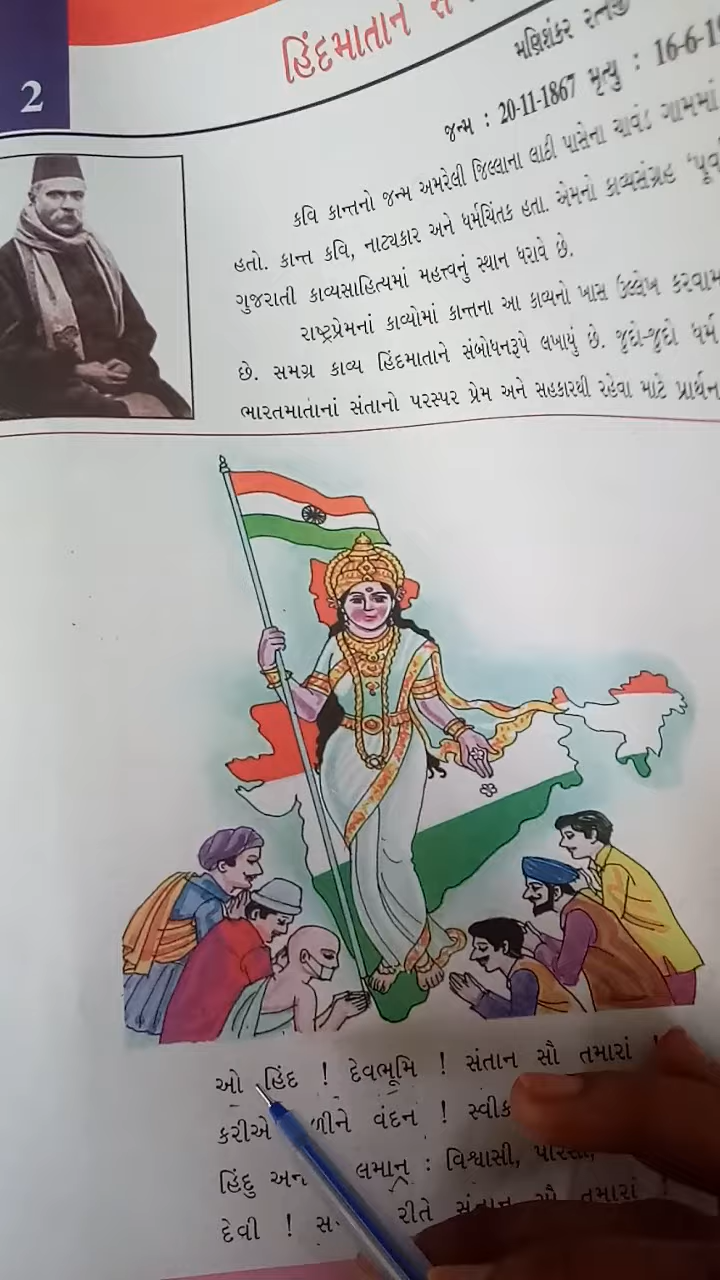 2
હિંદમાતાને
મણિશંકર રત્નજી
જન્મ : 20-11-1867 મૃત્યુ : 16-6-1
કવિ કાન્તનો જન્મ અમરેલી જિલ્લાના લાઠી પાસેના ચાવંડ ગામમાં
હતો. કાન્ત કવિ, નાટ્યકાર અને ધર્મચિંતક હતા. એમનો કાવ્યસંગ્રહ 'પૂર્વ
ગુજરાતી કાવ્યસાહિત્યમાં મહત્ત્વનું સ્થાન ધરાવે છે.
રાષ્ટ્રપ્રેમનાં કાવ્યોમાં કાન્તના આ કાવ્યનો ખાસ ઉલ્લેખ કરવામ
છે. સમગ્ર કાવ્ય હિંદમાતાને સંબોધનરૂપે લખાયું છે. જુદો-જુદો ધર્મ
ભારતમાતાનાં સંતાનો પરસ્પર પ્રેમ અને સહકારથી રહેવા માટે પ્રાર્થન
ઓ હિંદ ! દેવભૂમિ ! સંતાન સૌ તમારાં !
કરીએ ળીને વંદન ! સ્વીક
હિંદુ અને લમાન : વિશ્વાસી, પારસી,
દેવી ! સ રીતે સંતાન સૌ તમારાં !